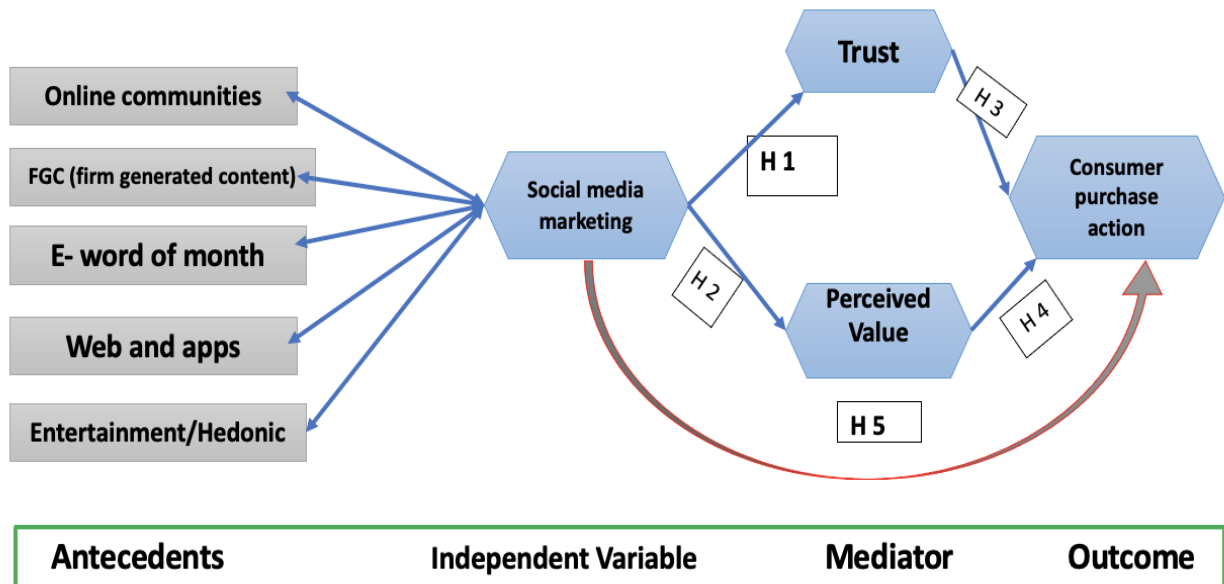 Online communities
FGC (firm generated content)
E- word of month
Web and apps
Entertainment/Hedonic
Social media
marketing
H 1
H 2
Trust
Perceived
Value
H 3
H 4
H 5
Consumer
purchase
action
Antecedents
Independent Variable
Mediator
Outcome